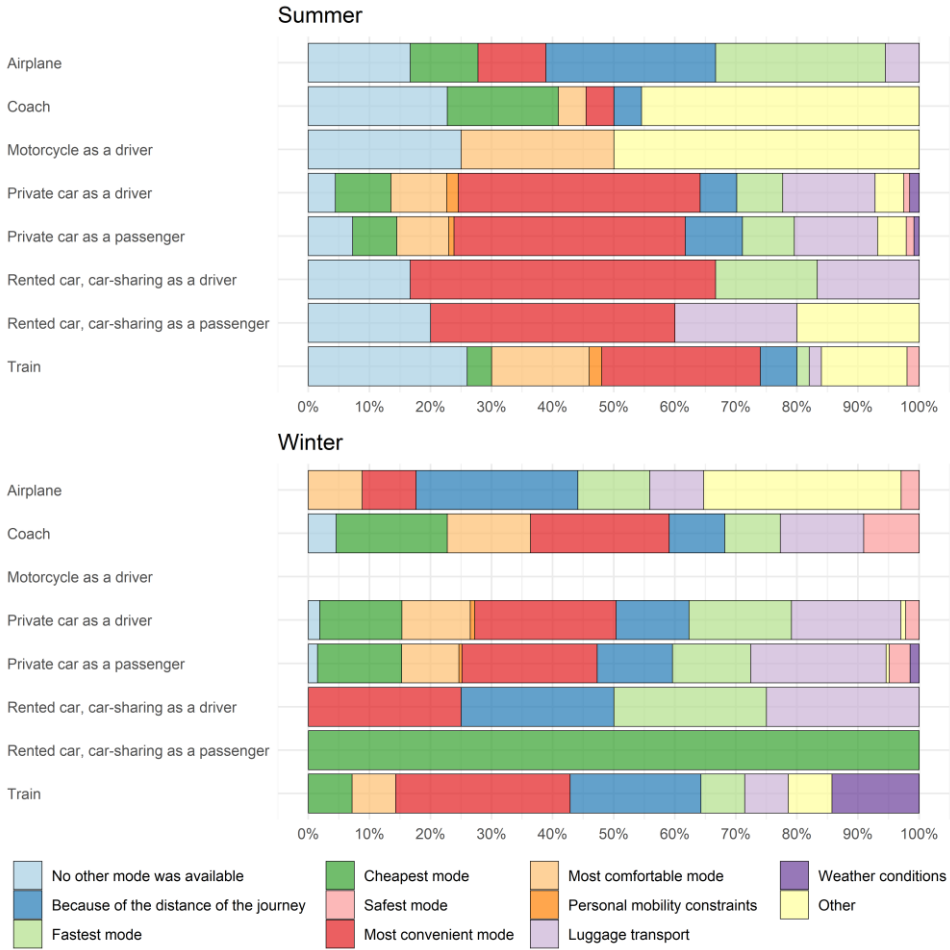 Summer
Airplane
Coach
Motorcycle as a driver
Private car as a driver
Private car as a passenger
Rented car, car-sharing as a driver
Rented car, car-sharing as a passenger
Train
0% 10% 20% 30% 40% 50% 60% 70% 80% 90% 100%
Winter
Airplane
Coach
Motorcycle as a driver
Private car as a driver
Private car as a passenger
Rented car, car-sharing as a driver
Rented car, car-sharing as a passenger
Train
0% 10% 20% 30% 40% 50% 60% 70% 80% 90% 100%
No other mode was available Cheapest mode Most comfortable mode Weather conditions
Because of the distance of the journey Safest mode Personal mobility constraints Other
Fastest mode Most convenient mode Luggage transport